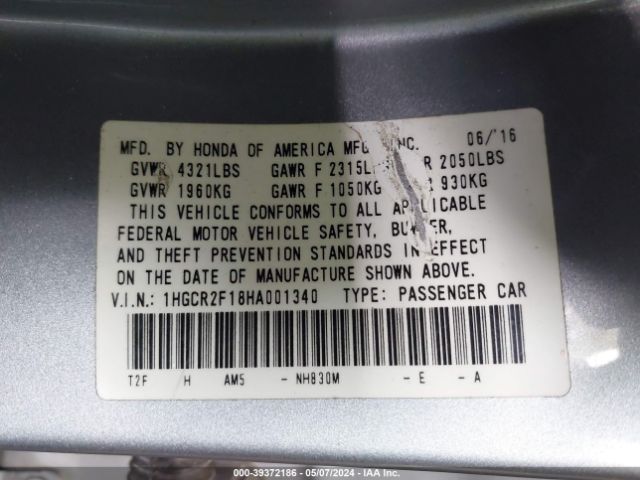 MFD. BY HONDA OF AMERICA MFG INC. 06/'16
GVWR 4321LBS GAWR F 2315L R 2050LBS
GVWR 1960KG GAWR F 1050KG 930KG
THIS VEHICLE CONFORMS TO ALL APPLICABLE
FEDERAL MOTOR VEHICLE SAFETY, BUMPER,
AND THEFT PREVENTION STANDARDS IN EFFECT
ON THE DATE OF MANUFACTURE SHOWN ABOVE.
V.I.N.: 1HGCR2F18HA001340 TYPE: PASSENGER CAR
T2F H AM5 - NH830M - E - A
© 00-39372186 - 05/07/2024 - IAA Inc.